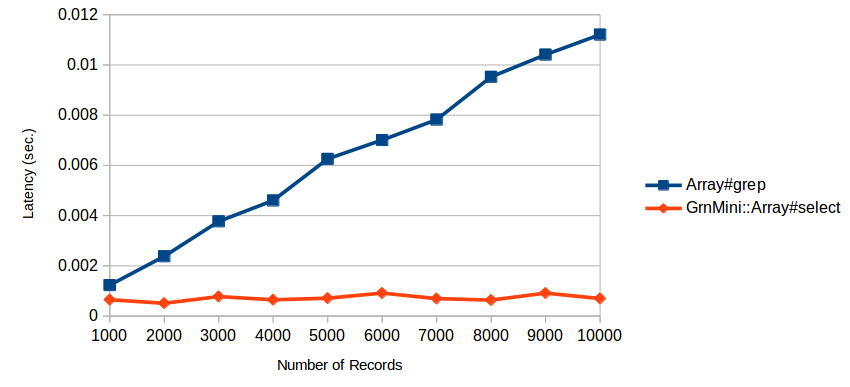 0.012
0.01
0.008
0.006
0.004
0.002
0
Latency (sec.)
1000 2000 3000 4000 5000 6000 7000 8000 9000 10000
Number of Records
Array#grep
GrnMini::Array#select